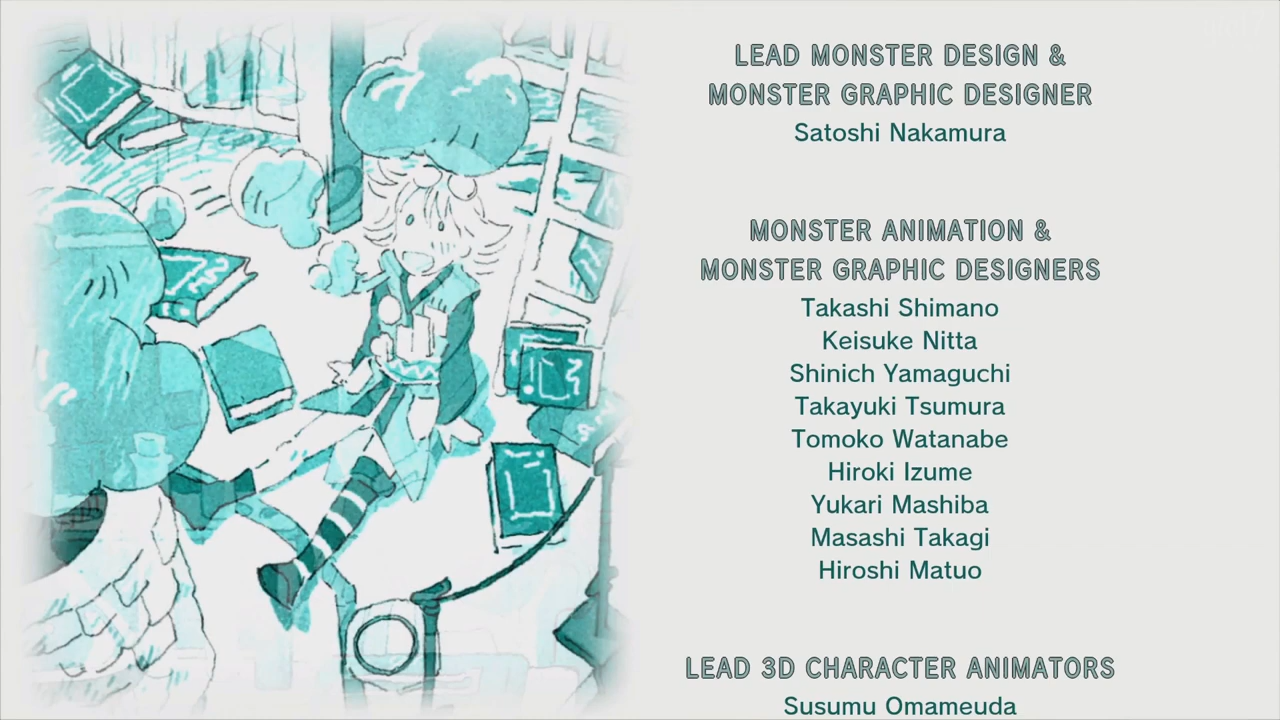 LEAD MONSTER DESIGN &
MONSTER GRAPHIC DESIGNER
Satoshi Nakamura
MONSTER ANIMATION &
MONSTER GRAPHIC DESIGNERS
Takashi Shimano
Keisuke Nitta
Shinich Yamaguchi
Takayuki Tsumura
Tomoko Watanabe
Hiroki Izume
Yukari Mashiba
Masashi Takagi
Hiroshi Matuo
LEAD 3D CHARACTER ANIMATORS
Susumu Omameuda